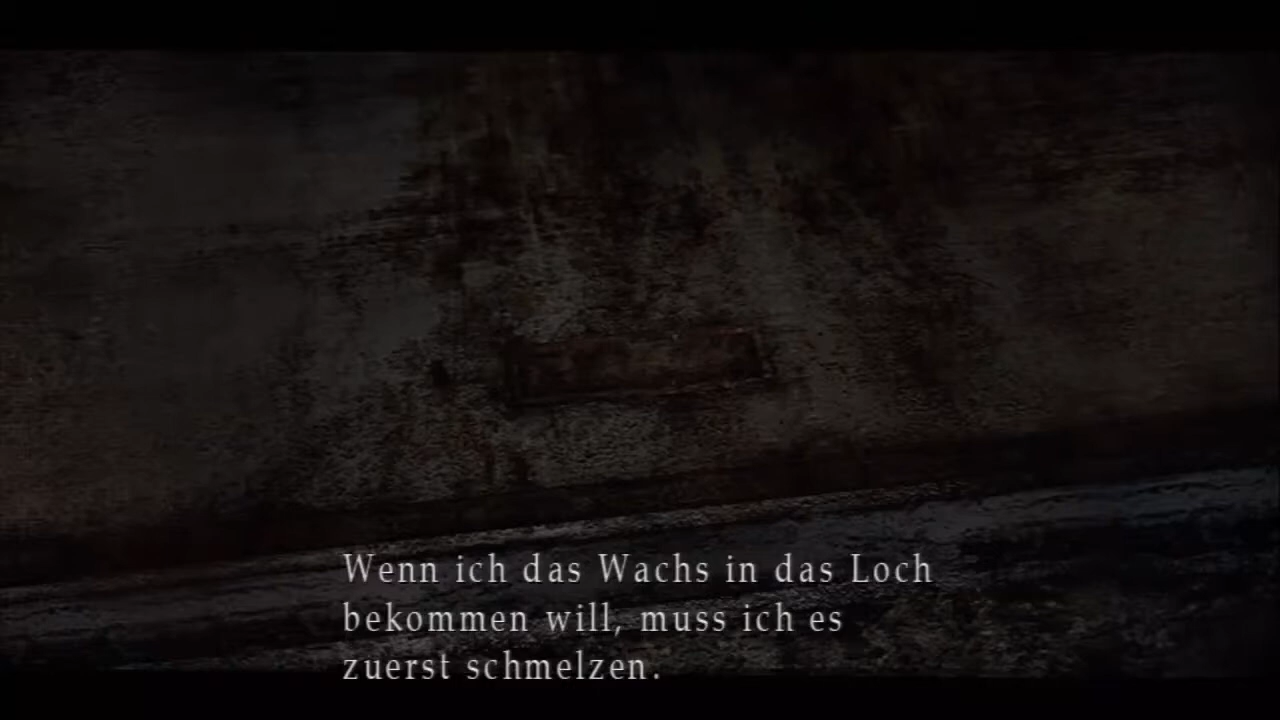 Wenn ich das Wachs in das Loch
bekommen will, muss ich es
zuerst schmelzen.